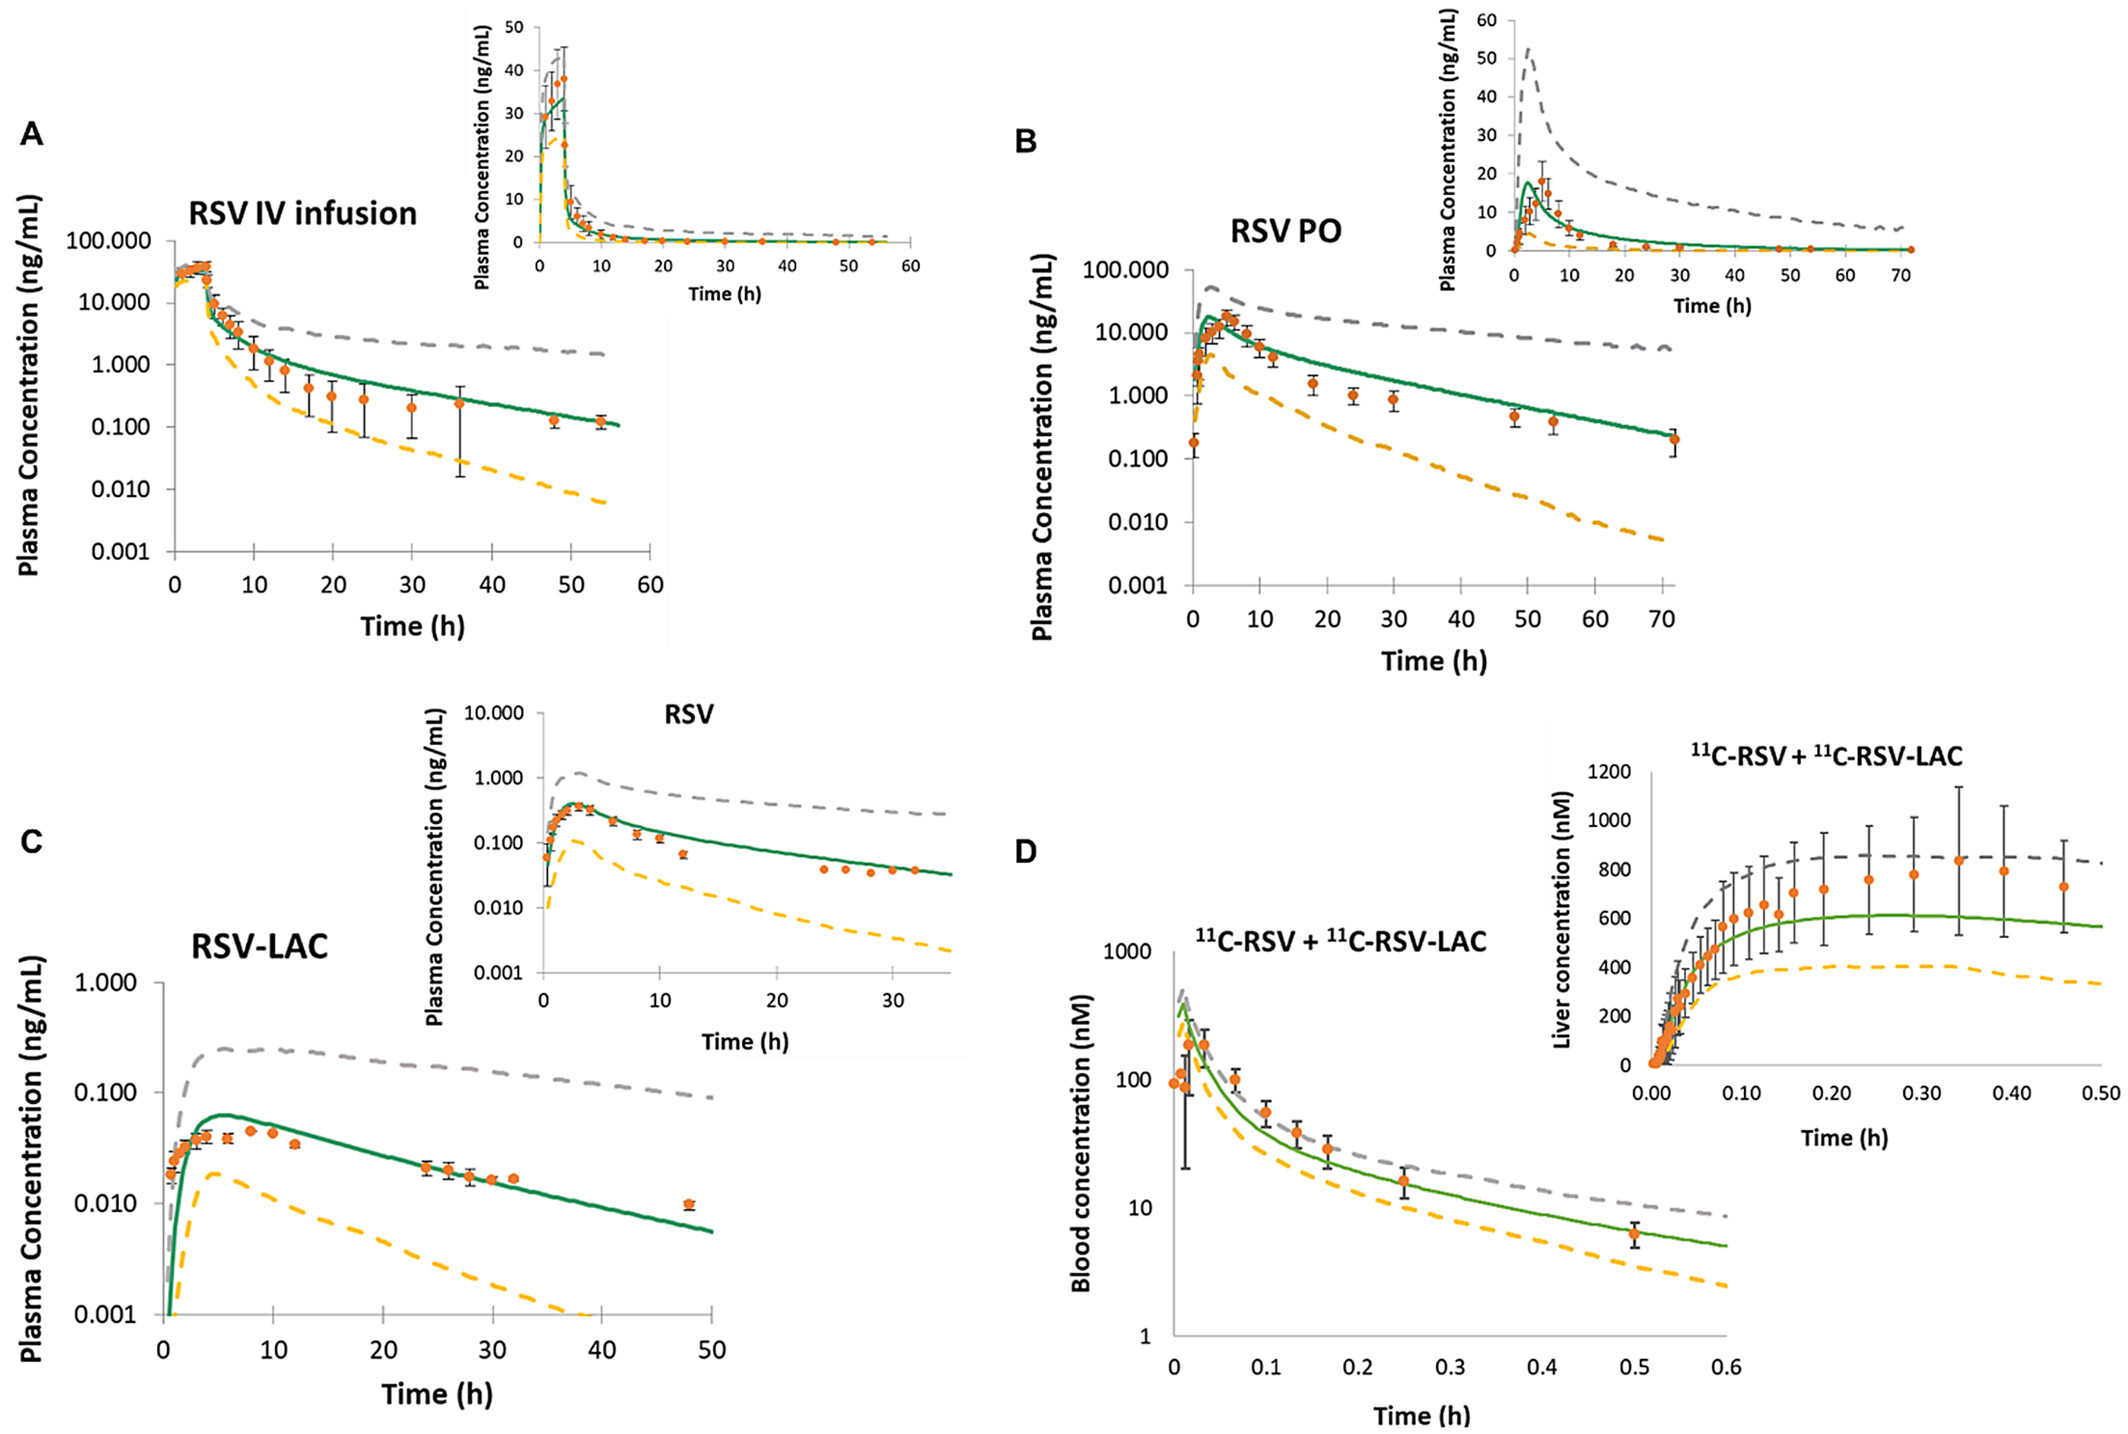 A
RSV IV infusion
Plasma Concentration (ng/mL)
100.000
10.000
1.000
0.100
0.010
0.001
0 10 20 30 40 50 60
Time (h)
Plasma Concentration (ng/mL)
50
40
30
20
10
0
0 10 20 30 40 50 60
Time (h)
B
RSV PO
Plasma Concentration (ng/mL)
100.000
10.000
1.000
0.100
0.010
0.001
0 10 20 30 40 50 60 70
Time (h)
Plasma Concentration (ng/mL)
60
50
40
30
20
10
0
0 10 20 30 40 50 60 70
Time (h)
C
RSV-LAC
Plasma Concentration (ng/mL)
1.000
0.100
0.010
0.001
0 10 20 30 40 50
Time (h)
RSV
Plasma Concentration (ng/mL)
10.000
1.000
0.100
0.010
0.001
0 10 20 30
Time (h)
D
¹¹C-RSV + ¹¹C-RSV-LAC
Blood concentration (nM)
1000
100
10
1
0 0.1 0.2 0.3 0.4 0.5 0.6
Time (h)
¹¹C-RSV + ¹¹C-RSV-LAC
Liver concentration (nM)
1200
1000
800
600
400
200
0
0.00 0.10 0.20 0.30 0.40 0.50
Time (h)